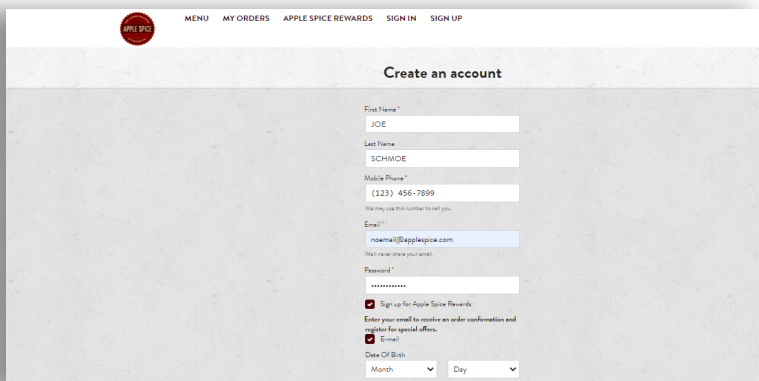 APPLE SPICE
MENU MY ORDERS APPLE SPICE REWARDS SIGN IN SIGN UP
Create an account
First Name *
JOE
Last Name
SCHMOE
Mobile Phone *
(123) 456-7899
We may use this number to call you.
Email *
noemail@applespice.com
We'll never share your email.
Password *
••••••••••••
Sign up for Apple Spice Rewards
Enter your email to receive an order confirmation and
register for special offers.
E-mail
Date Of Birth
Month Day